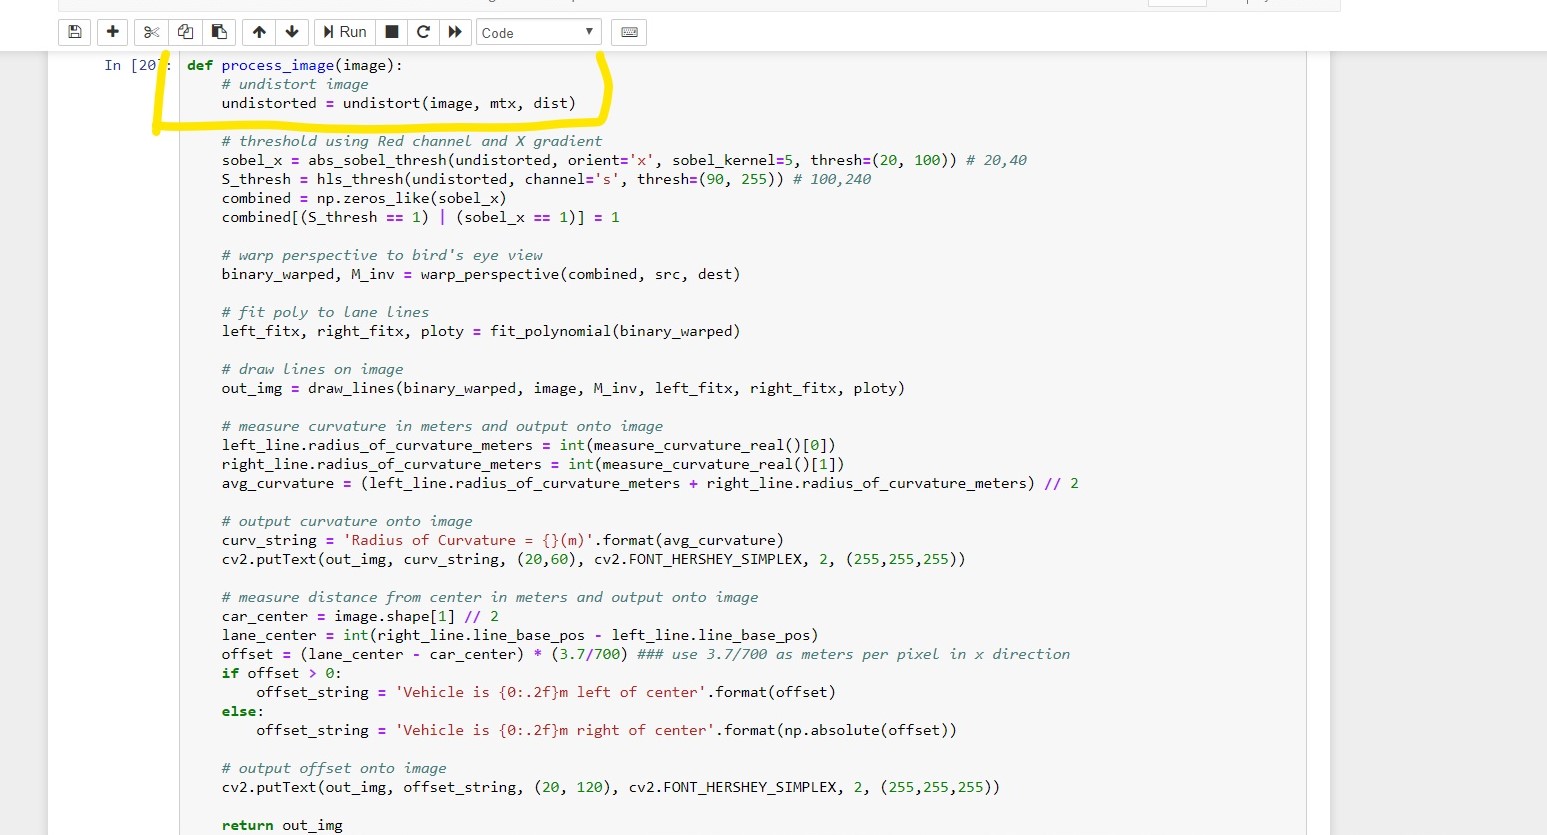 Run
Code
In [20]: def process_image(image):
# undistort image
undistorted = undistort(image, mtx, dist)
# threshold using Red channel and X gradient
sobel_x = abs_sobel_thresh(undistorted, orient='x', sobel_kernel=5, thresh=(20, 100)) # 20,40
S_thresh = hls_thresh(undistorted, channel='s', thresh=(90, 255)) # 100,240
combined = np.zeros_like(sobel_x)
combined[(S_thresh == 1) | (sobel_x == 1)] = 1
# warp perspective to bird's eye view
binary_warped, M_inv = warp_perspective(combined, src, dest)
# fit poly to lane lines
left_fitx, right_fitx, ploty = fit_polynomial(binary_warped)
# draw lines on image
out_img = draw_lines(binary_warped, image, M_inv, left_fitx, right_fitx, ploty)
# measure curvature in meters and output onto image
left_line.radius_of_curvature_meters = int(measure_curvature_real()[0])
right_line.radius_of_curvature_meters = int(measure_curvature_real()[1])
avg_curvature = (left_line.radius_of_curvature_meters + right_line.radius_of_curvature_meters) // 2
# output curvature onto image
curv_string = 'Radius of Curvature = {}(m)'.format(avg_curvature)
cv2.putText(out_img, curv_string, (20,60), cv2.FONT_HERSHEY_SIMPLEX, 2, (255,255,255))
# measure distance from center in meters and output onto image
car_center = image.shape[1] // 2
lane_center = int(right_line.line_base_pos - left_line.line_base_pos)
offset = (lane_center - car_center) * (3.7/700) ### use 3.7/700 as meters per pixel in x direction
if offset > 0:
offset_string = 'Vehicle is {0:.2f}m left of center'.format(offset)
else:
offset_string = 'Vehicle is {0:.2f}m right of center'.format(np.absolute(offset))
# output offset onto image
cv2.putText(out_img, offset_string, (20, 120), cv2.FONT_HERSHEY_SIMPLEX, 2, (255,255,255))
return out_img